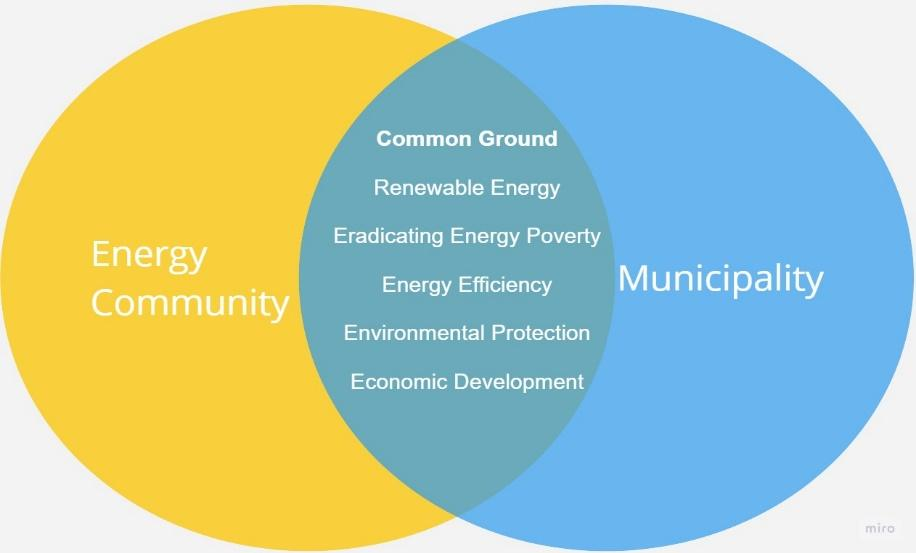 Energy
Community
Common Ground
Renewable Energy
Eradicating Energy Poverty
Energy Efficiency
Environmental Protection
Economic Development
Municipality
miro